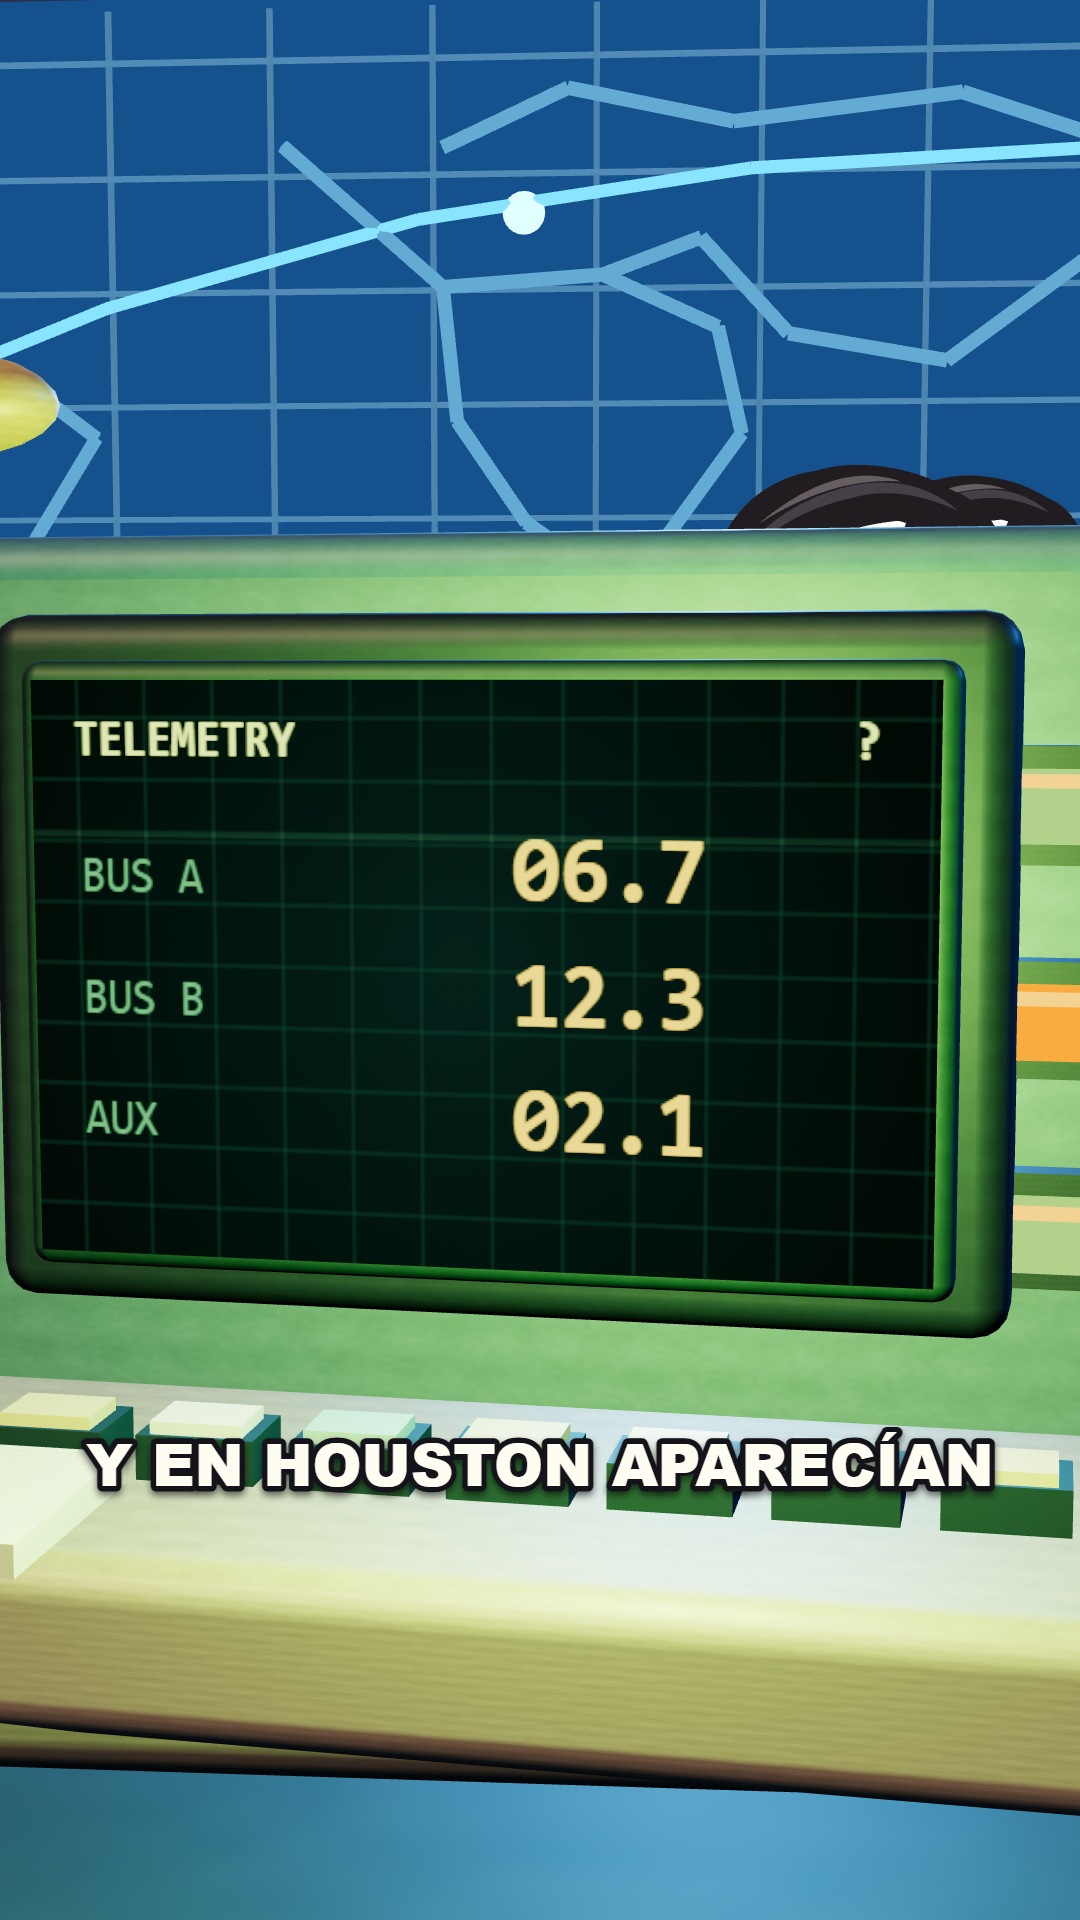 TELEMETRY ?
BUS A 06.7
BUS B 12.3
AUX 02.1
Y EN HOUSTON APARECÍAN